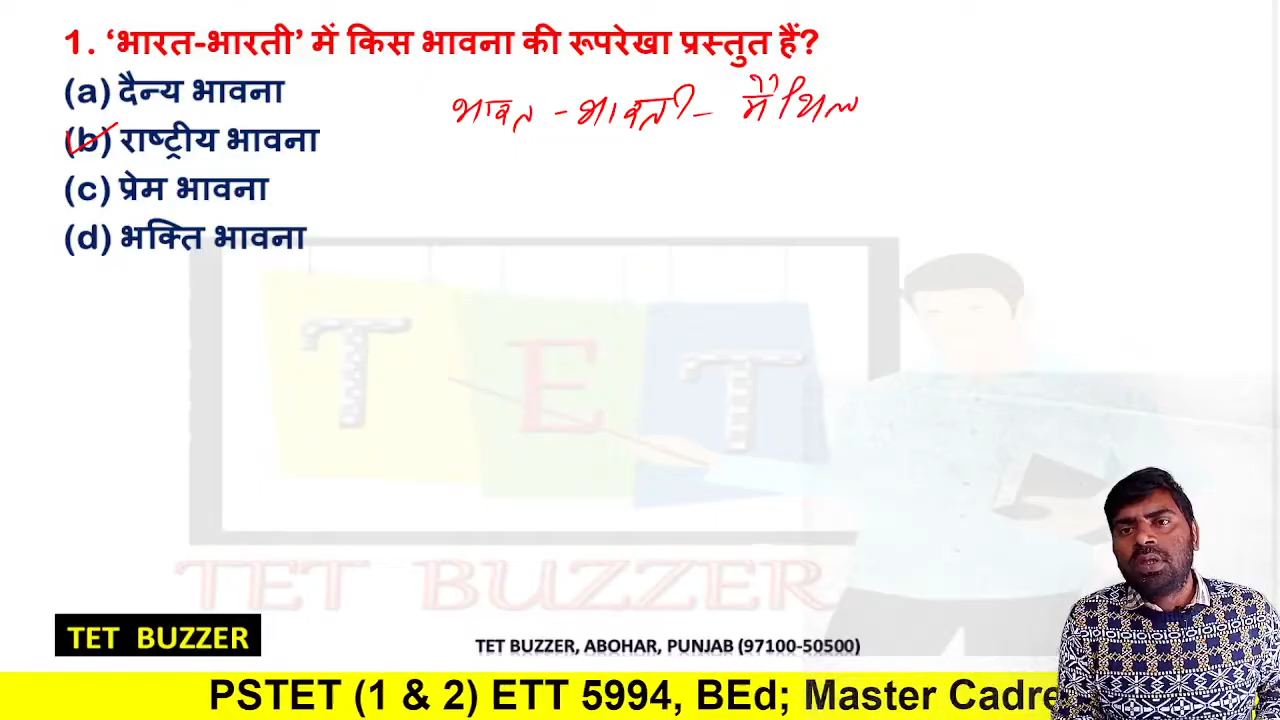 1. ‘भारत-भारती’ में किस भावना की रूपरेखा प्रस्तुत हैं?
(a) दैन्य भावना
भारत - भारती - मैथिल
(b) राष्ट्रीय भावना
(c) प्रेम भावना
(d) भक्ति भावना
T E T
TET BUZZER
TET BUZZER
TET BUZZER, ABOHAR, PUNJAB (97100-50500)
PSTET (1 & 2) ETT 5994, BEd; Master Cadre